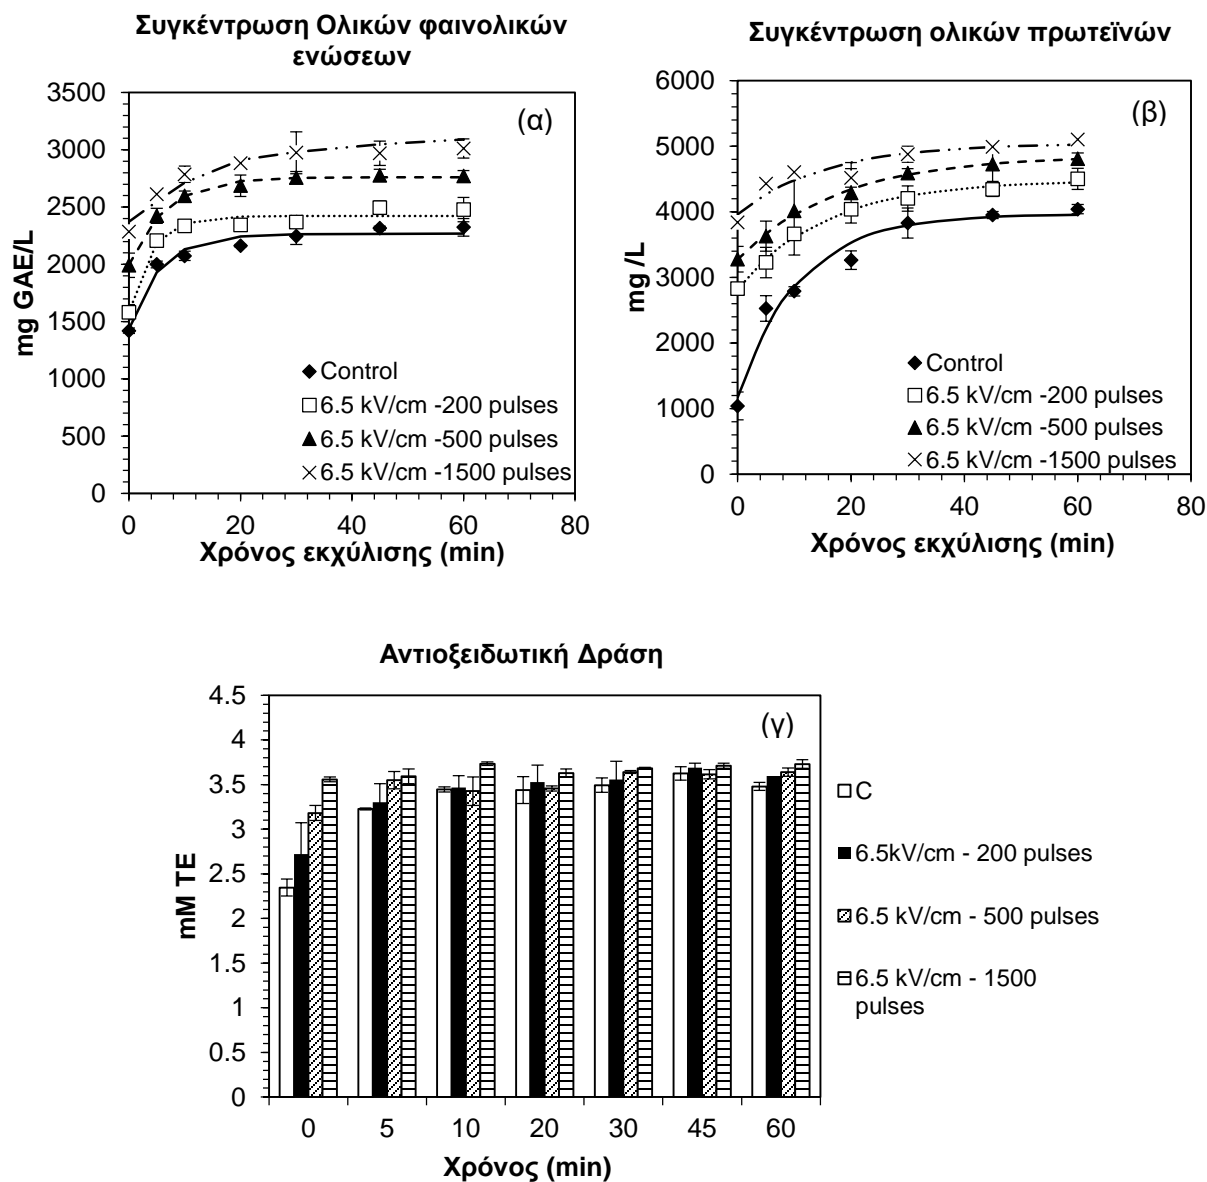 Συγκέντρωση Ολικών φαινολικών
ενώσεων
3500
3000
2500
2000
1500
1000
500
0
mg GAE/L
(α)
Control
6.5 kV/cm -200 pulses
6.5 kV/cm -500 pulses
6.5 kV/cm -1500 pulses
0 20 40 60 80
Χρόνος εκχύλισης (min)
Συγκέντρωση ολικών πρωτεϊνών
6000
5000
4000
3000
2000
1000
0
mg /L
(β)
Control
6.5 kV/cm -200 pulses
6.5 kV/cm -500 pulses
6.5 kV/cm -1500 pulses
0 20 40 60 80
Χρόνος εκχύλισης (min)
Αντιοξειδωτική Δράση
4.5
4
3.5
3
2.5
2
1.5
1
0.5
0
mM TE
(γ)
0 5 10 20 30 45 60
Χρόνος (min)
C
6.5kV/cm - 200 pulses
6.5 kV/cm - 500 pulses
6.5 kV/cm - 1500
pulses